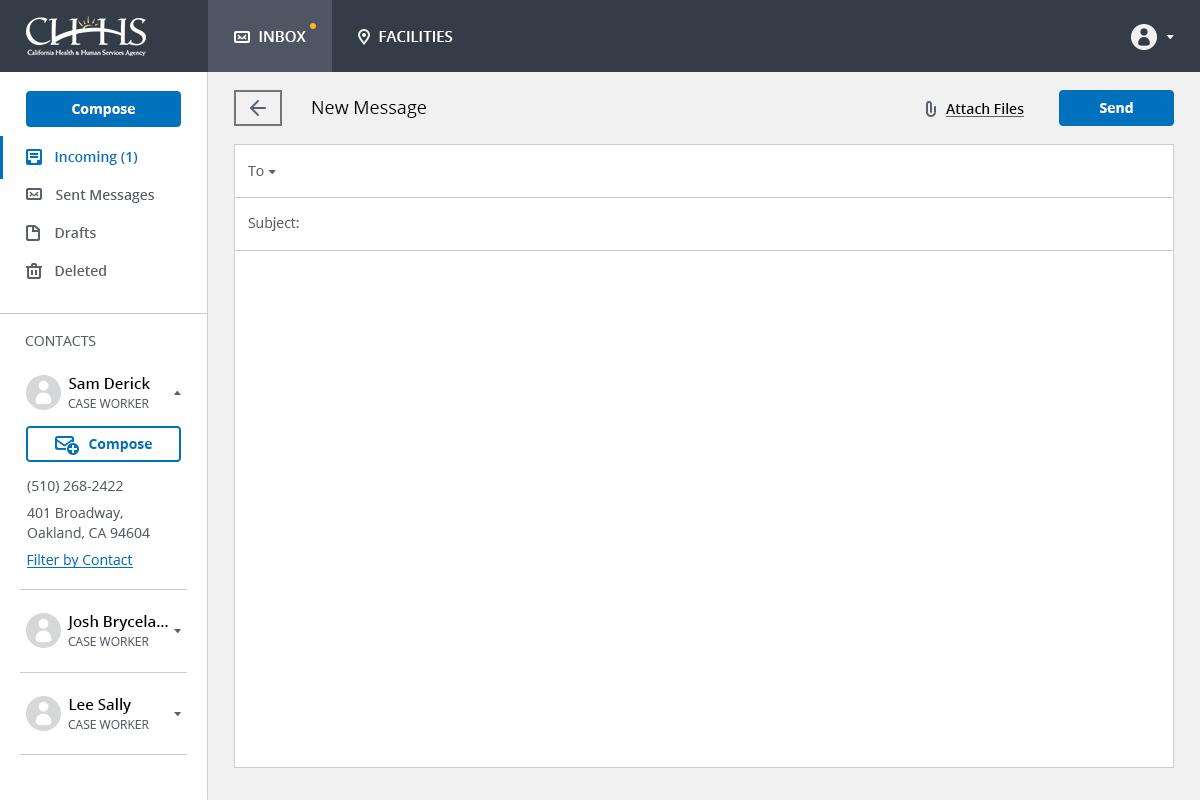 CHHS
California Health & Human Services Agency
INBOX
FACILITIES
Compose
Incoming (1)
Sent Messages
Drafts
Deleted
CONTACTS
Sam Derick
CASE WORKER
Compose
(510) 268-2422
401 Broadway,
Oakland, CA 94604
Filter by Contact
Josh Brycela...
CASE WORKER
Lee Sally
CASE WORKER
New Message
Attach Files
Send
To
Subject: